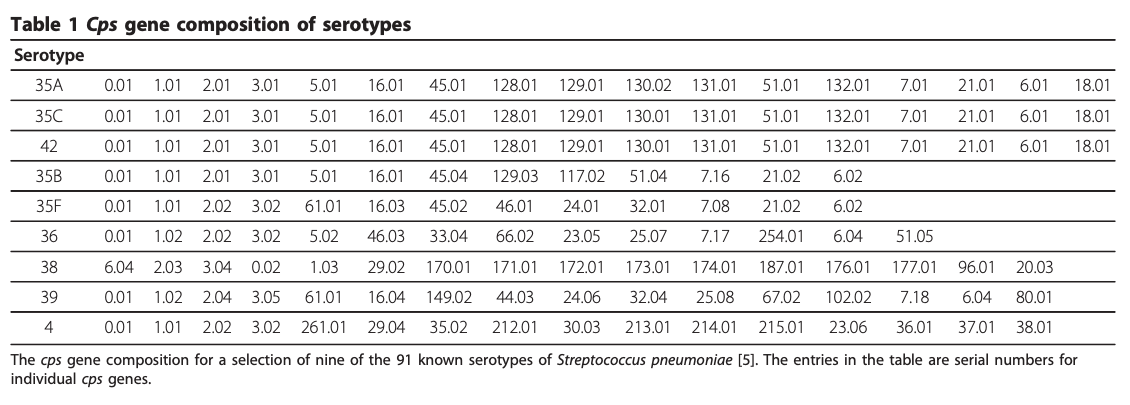 Table 1 Cps gene composition of serotypes
Serotype
35A 0.01 1.01 2.01 3.01 5.01 16.01 45.01 128.01 129.01 130.02 131.01 51.01 132.01 7.01 21.01 6.01 18.01
35C 0.01 1.01 2.01 3.01 5.01 16.01 45.01 128.01 129.01 130.01 131.01 51.01 132.01 7.01 21.01 6.01 18.01
42 0.01 1.01 2.01 3.01 5.01 16.01 45.01 128.01 129.01 130.01 131.01 51.01 132.01 7.01 21.01 6.01 18.01
35B 0.01 1.01 2.01 3.01 5.01 16.01 45.04 129.03 117.02 51.04 7.16 21.02 6.02
35F 0.01 1.01 2.02 3.02 61.01 16.03 45.02 46.01 24.01 32.01 7.08 21.02 6.02
36 0.01 1.02 2.02 3.02 5.02 46.03 33.04 66.02 23.05 25.07 7.17 254.01 6.04 51.05
38 6.04 2.03 3.04 0.02 1.03 29.02 170.01 171.01 172.01 173.01 174.01 187.01 176.01 177.01 96.01 20.03
39 0.01 1.02 2.04 3.05 61.01 16.04 149.02 44.03 24.06 32.04 25.08 67.02 102.02 7.18 6.04 80.01
4 0.01 1.01 2.02 3.02 261.01 29.04 35.02 212.01 30.03 213.01 214.01 215.01 23.06 36.01 37.01 38.01
The cps gene composition for a selection of nine of the 91 known serotypes of Streptococcus pneumoniae [5]. The entries in the table are serial numbers for
individual cps genes.